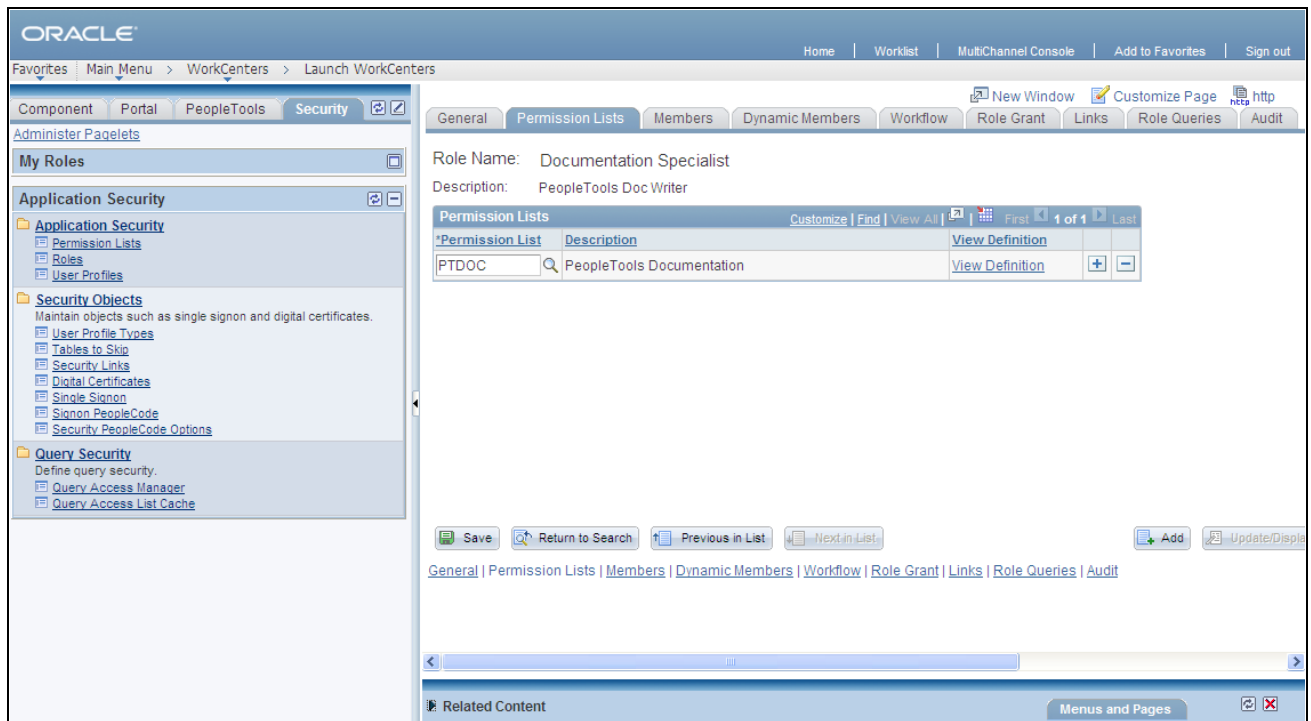 ORACLE
Home | Worklist | MultiChannel Console | Add to Favorites | Sign out
Favorites Main Menu > WorkCenters > Launch WorkCenters
Component Portal PeopleTools Security
Administer Pagelets
My Roles
Application Security
Application Security
Permission Lists
Roles
User Profiles
Security Objects
Maintain objects such as single signon and digital certificates.
User Profile Types
Tables to Skip
Security Links
Digital Certificates
Single Signon
Signon PeopleCode
Security PeopleCode Options
Query Security
Define query security.
Query Access Manager
Query Access List Cache
New Window Customize Page http
General Permission Lists Members Dynamic Members Workflow Role Grant Links Role Queries Audit
Role Name: Documentation Specialist
Description: PeopleTools Doc Writer
Permission Lists Customize | Find | View All | | First 1 of 1 Last
*Permission List Description View Definition
PTDOC PeopleTools Documentation View Definition
Save Return to Search Previous in List Next in List Add Update/Displa
General | Permission Lists | Members | Dynamic Members | Workflow | Role Grant | Links | Role Queries | Audit
Related Content Menus and Pages